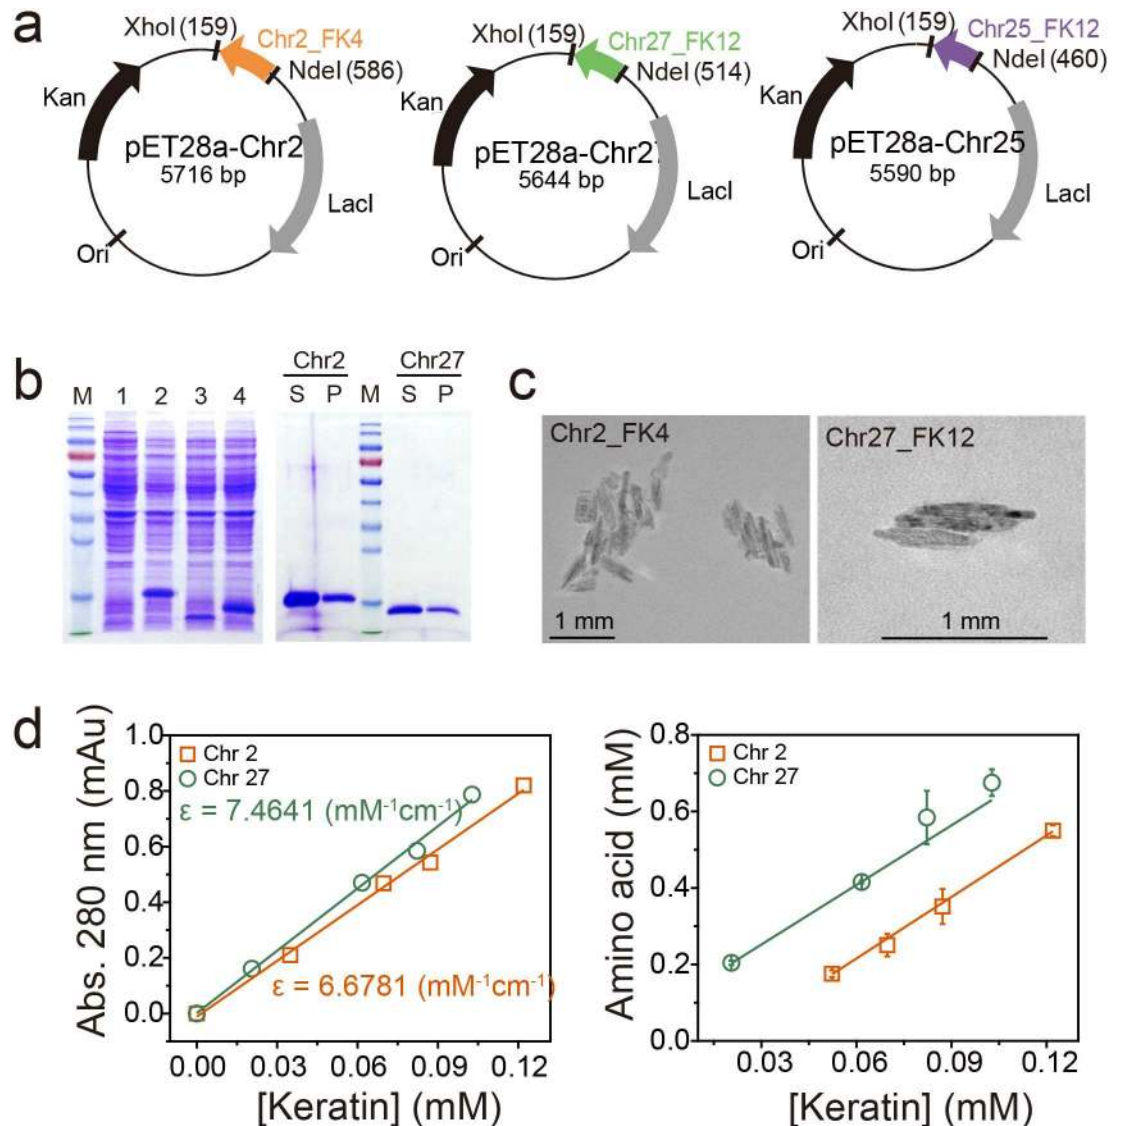 a
XhoI (159)
Chr2_FK4
NdeI (586)
Kan
pET28a-Chr2
5716 bp
LacI
Ori
XhoI (159)
Chr27_FK12
NdeI (514)
Kan
pET28a-Chr27
5644 bp
LacI
Ori
XhoI (159)
Chr25_FK12
NdeI (460)
Kan
pET28a-Chr25
5590 bp
LacI
Ori
b
M 1 2 3 4
Chr2 Chr27
S P M S P
c
Chr2_FK4
1 mm
Chr27_FK12
1 mm
d
Abs. 280 nm (mAu)
1.0
0.8
0.6
0.4
0.2
0.0
Chr 2
Chr 27
ε = 7.4641 (mM⁻¹cm⁻¹)
ε = 6.6781 (mM⁻¹cm⁻¹)
0.00 0.03 0.06 0.09 0.12
[Keratin] (mM)
Amino acid (mM)
0.8
0.6
0.4
0.2
0.0
Chr 2
Chr 27
0.03 0.06 0.09 0.12
[Keratin] (mM)